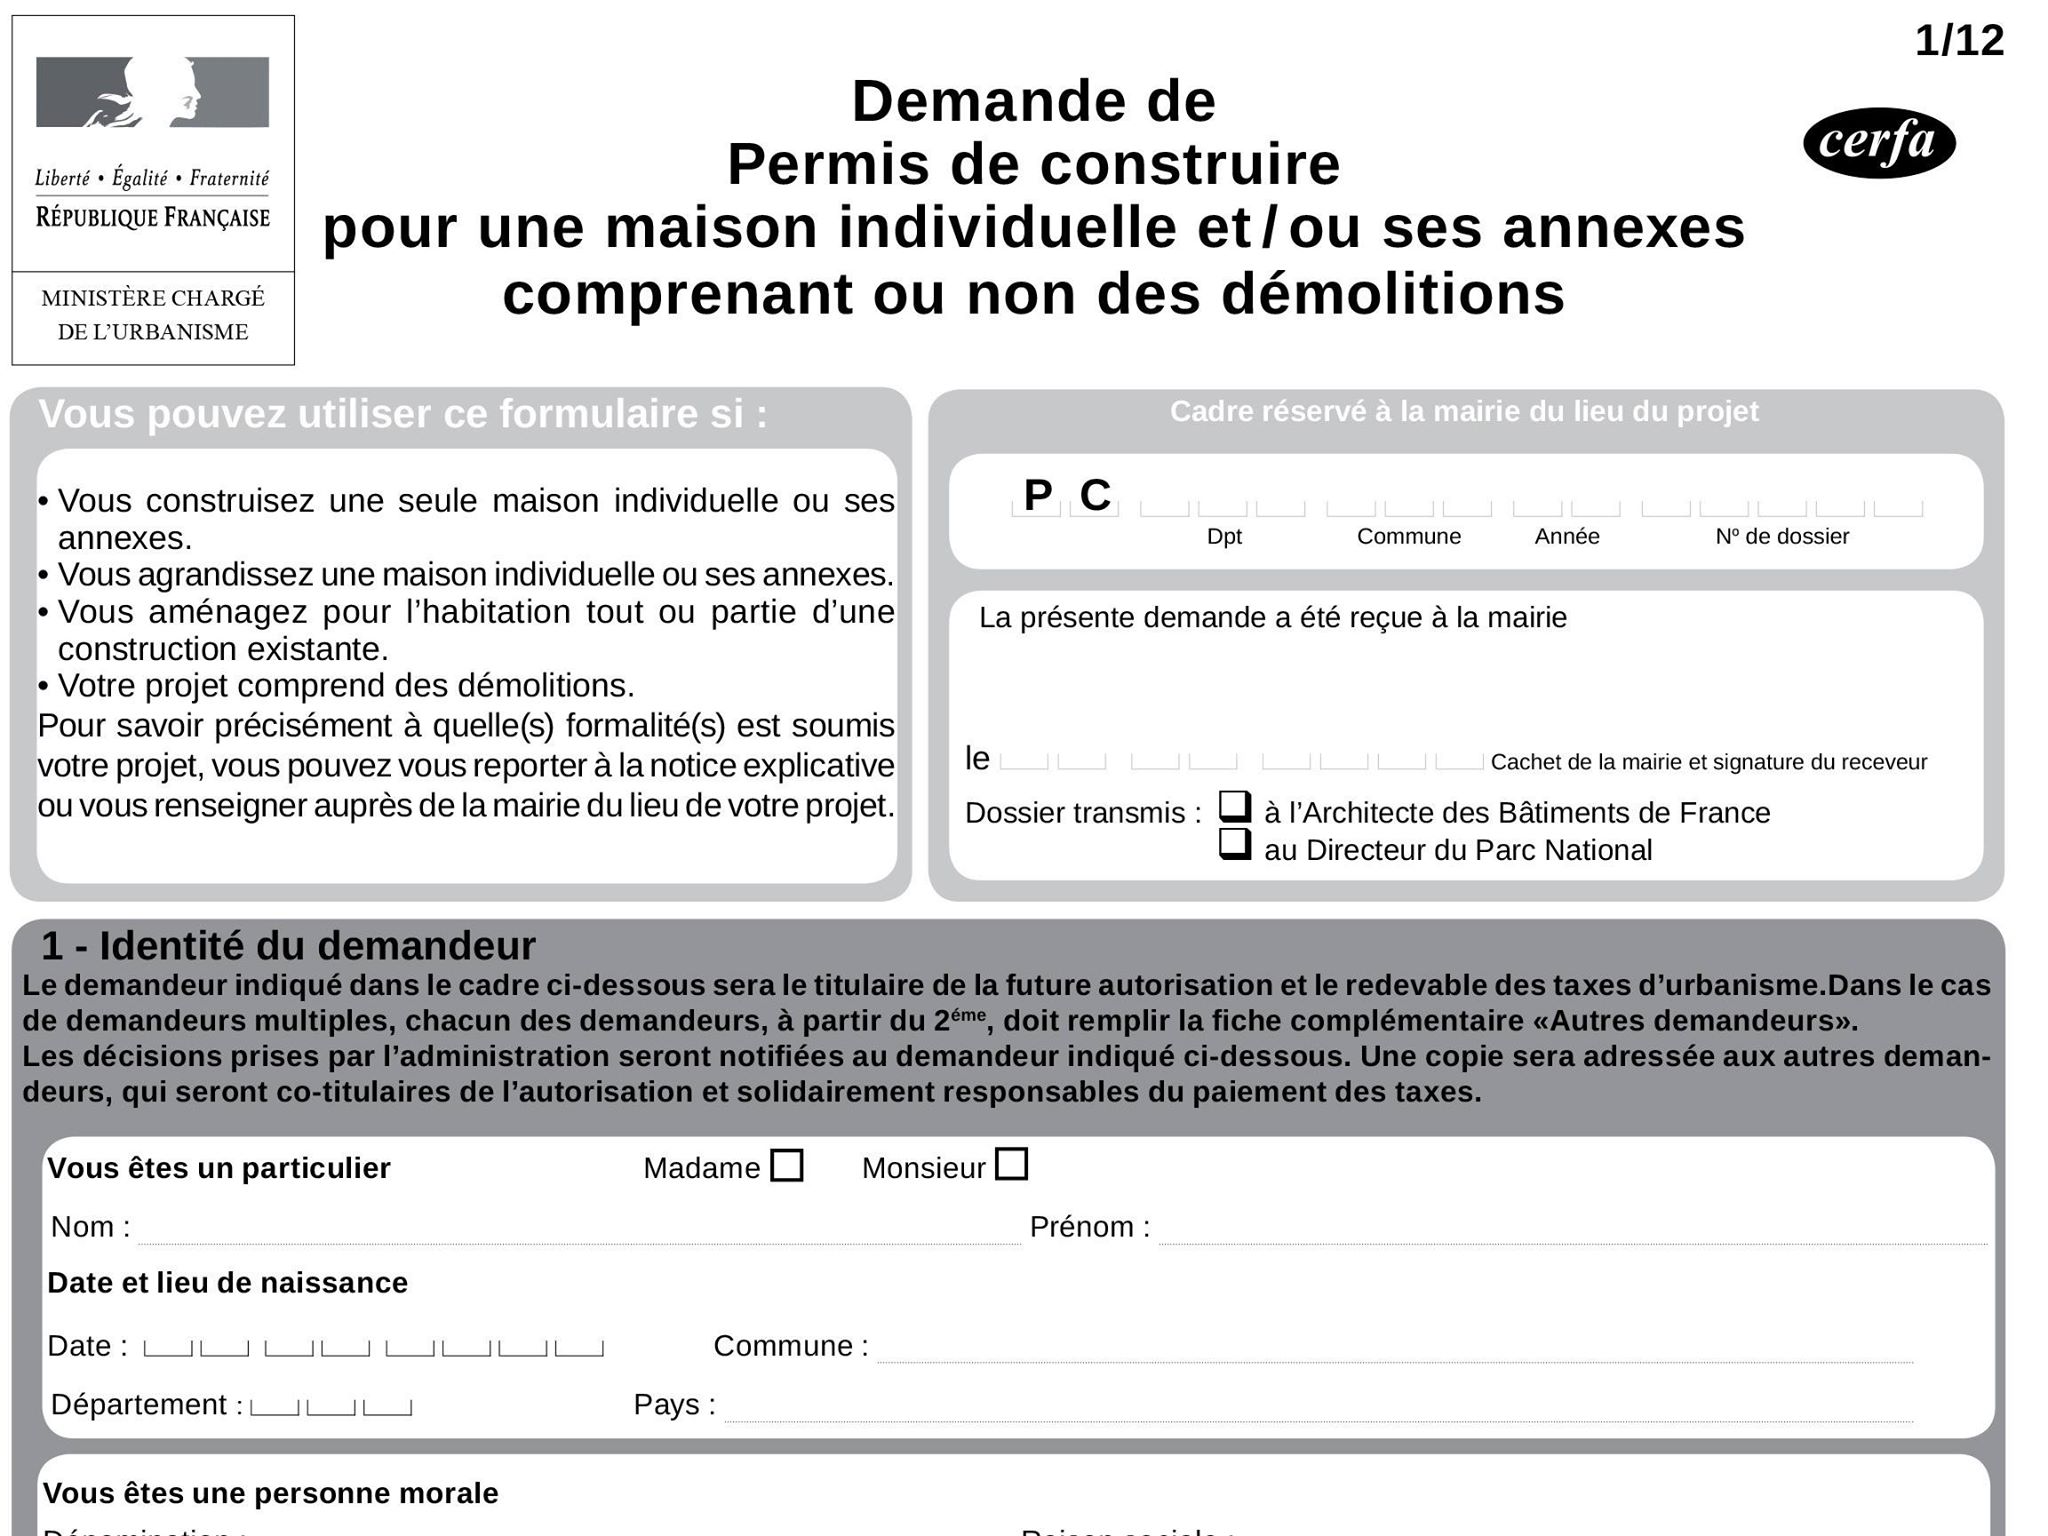 1/12
Liberté • Égalité • Fraternité
RÉPUBLIQUE FRANÇAISE
MINISTÈRE CHARGÉ
DE L’URBANISME
Demande de
Permis de construire
pour une maison individuelle et / ou ses annexes
comprenant ou non des démolitions
cerfa
Vous pouvez utiliser ce formulaire si :
• Vous construisez une seule maison individuelle ou ses
annexes.
• Vous agrandissez une maison individuelle ou ses annexes.
• Vous aménagez pour l’habitation tout ou partie d’une
construction existante.
• Votre projet comprend des démolitions.
Pour savoir précisément à quelle(s) formalité(s) est soumis
votre projet, vous pouvez vous reporter à la notice explicative
ou vous renseigner auprès de la mairie du lieu de votre projet.
Cadre réservé à la mairie du lieu du projet
P C
Dpt Commune Année Nº de dossier
La présente demande a été reçue à la mairie
le Cachet de la mairie et signature du receveur
Dossier transmis : ❑ à l’Architecte des Bâtiments de France
❑ au Directeur du Parc National
1 - Identité du demandeur
Le demandeur indiqué dans le cadre ci-dessous sera le titulaire de la future autorisation et le redevable des taxes d’urbanisme.Dans le cas
de demandeurs multiples, chacun des demandeurs, à partir du 2éme, doit remplir la fiche complémentaire «Autres demandeurs».
Les décisions prises par l’administration seront notifiées au demandeur indiqué ci-dessous. Une copie sera adressée aux autres deman-
deurs, qui seront co-titulaires de l’autorisation et solidairement responsables du paiement des taxes.
Vous êtes un particulier Madame ☐ Monsieur ☐
Nom : Prénom :
Date et lieu de naissance
Date : Commune :
Département : Pays :
Vous êtes une personne morale
Dénomination : Raison sociale :